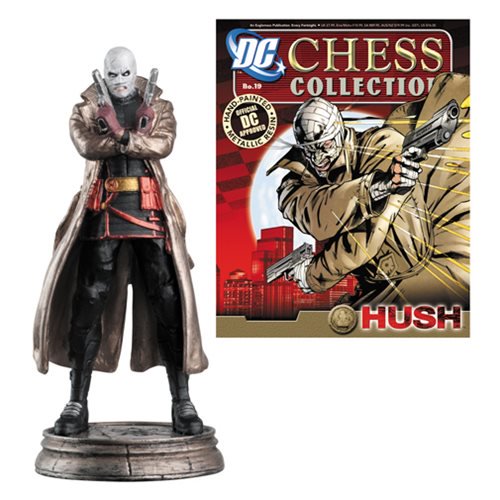 DC
CHESS
COLLECTION
No.19
HAND-PAINTED
OFFICIAL
DC
APPROVED
METALLIC RESIN
HUSH